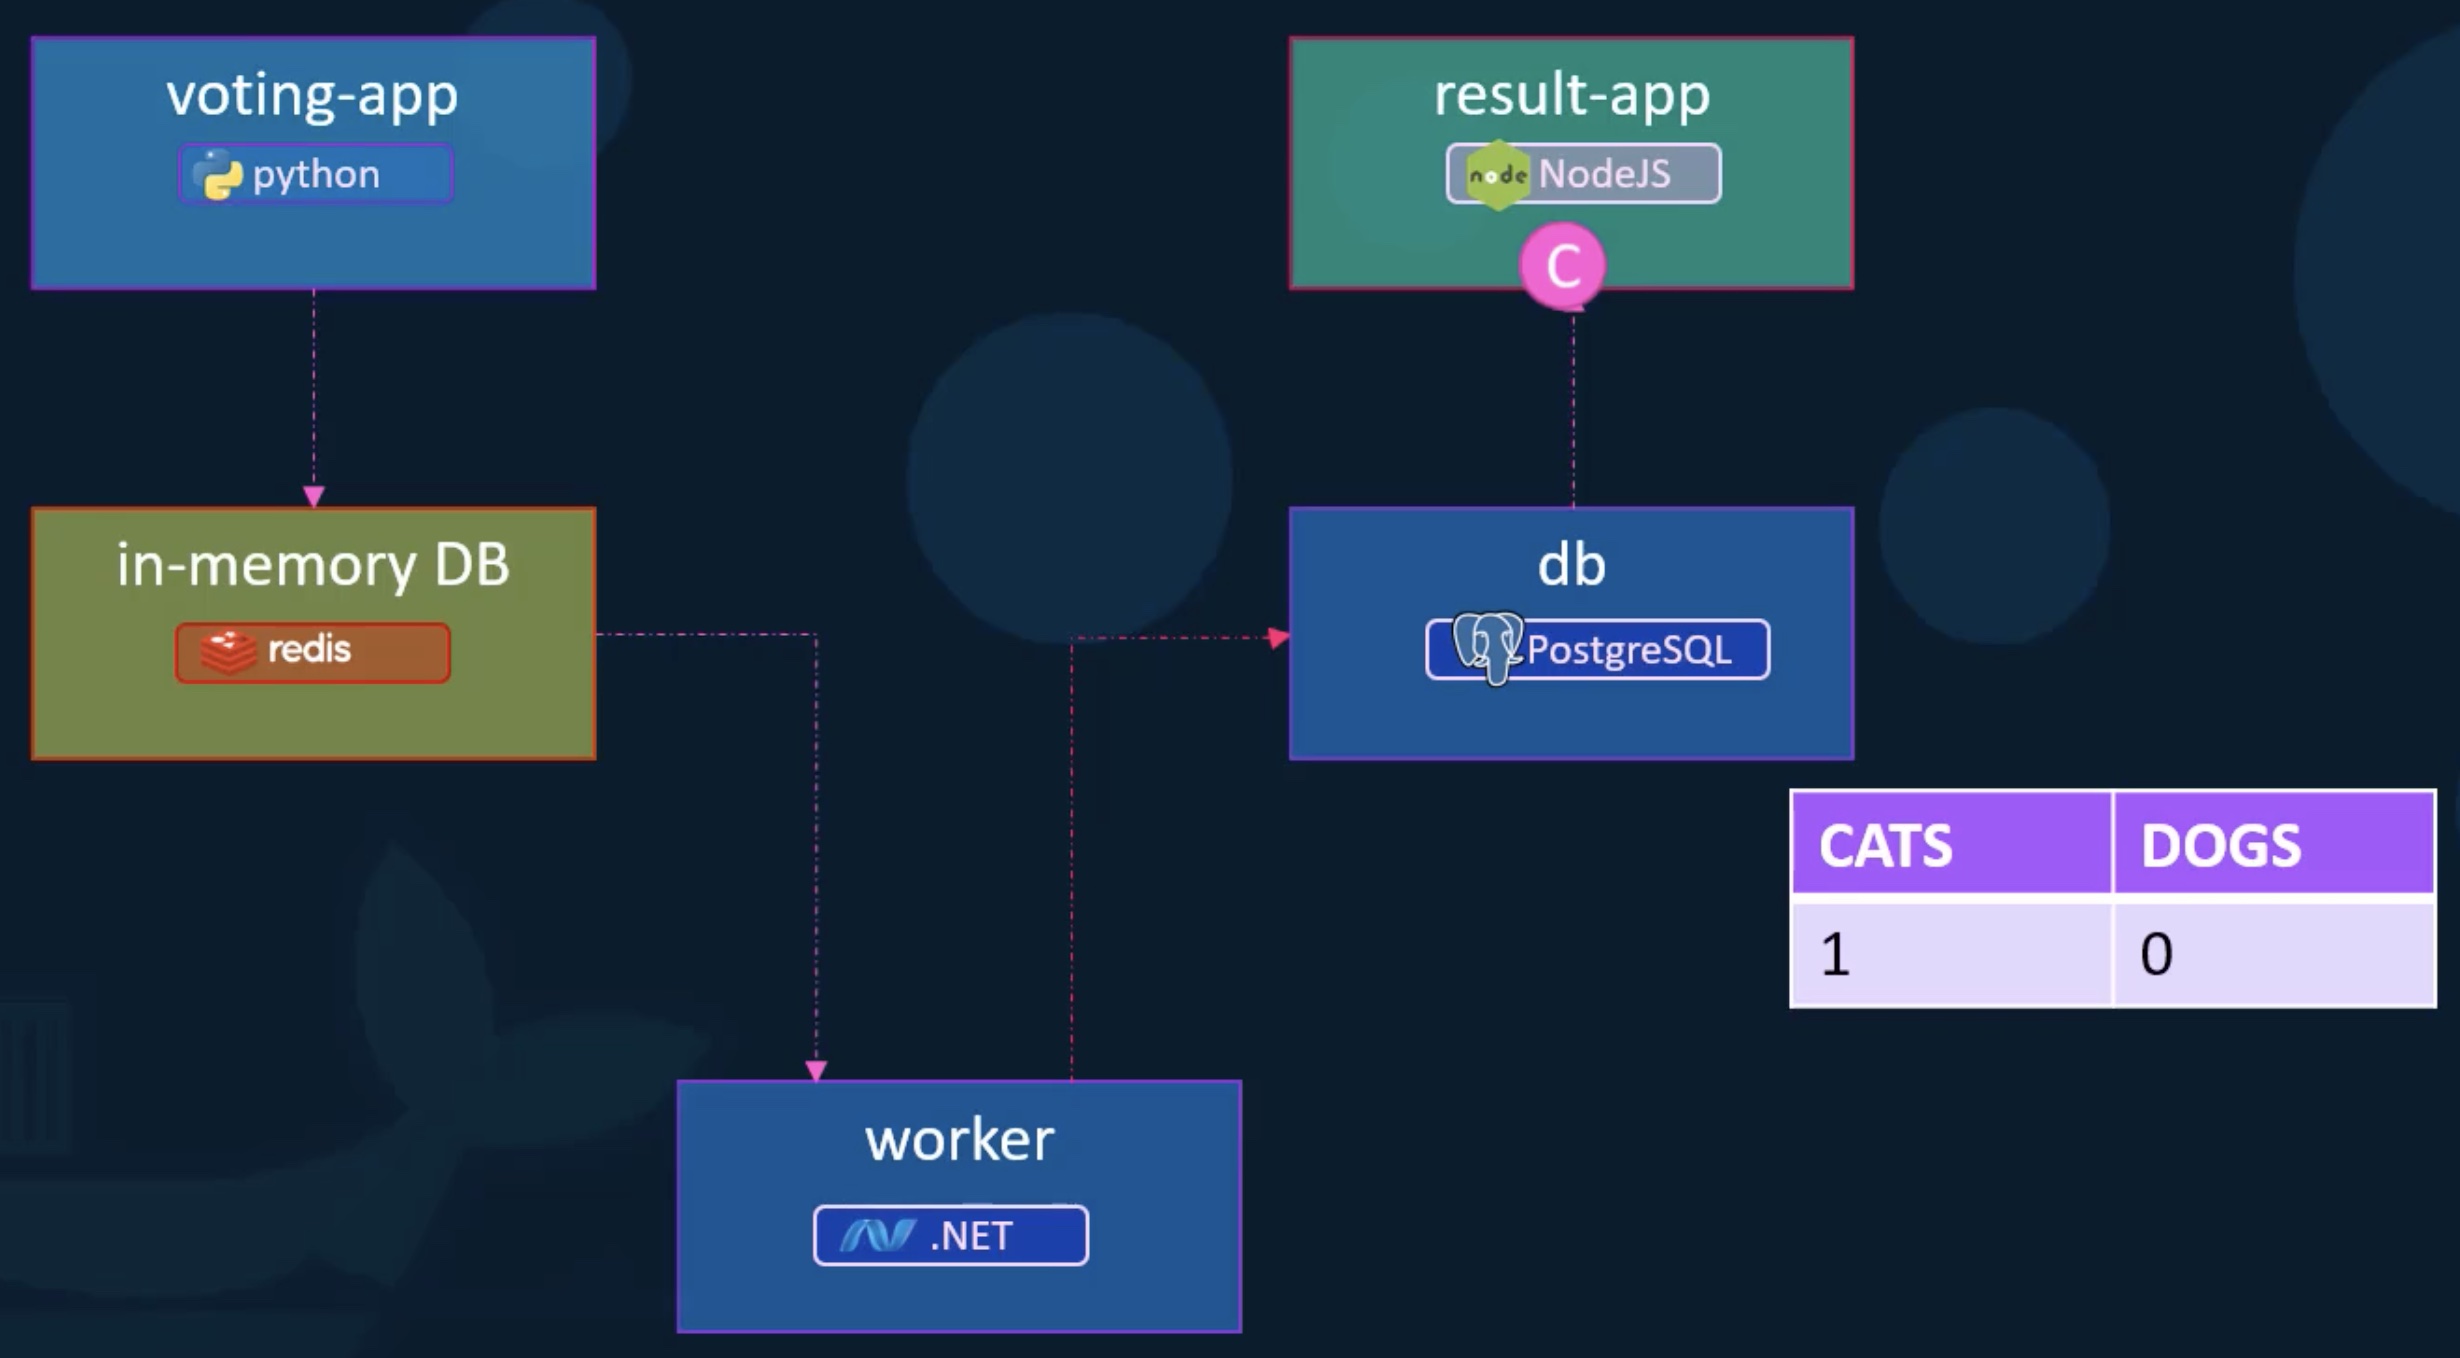 voting-app
python
result-app
node NodeJS
C
in-memory DB
redis
db
PostgreSQL
CATS DOGS
1 0
worker
.NET